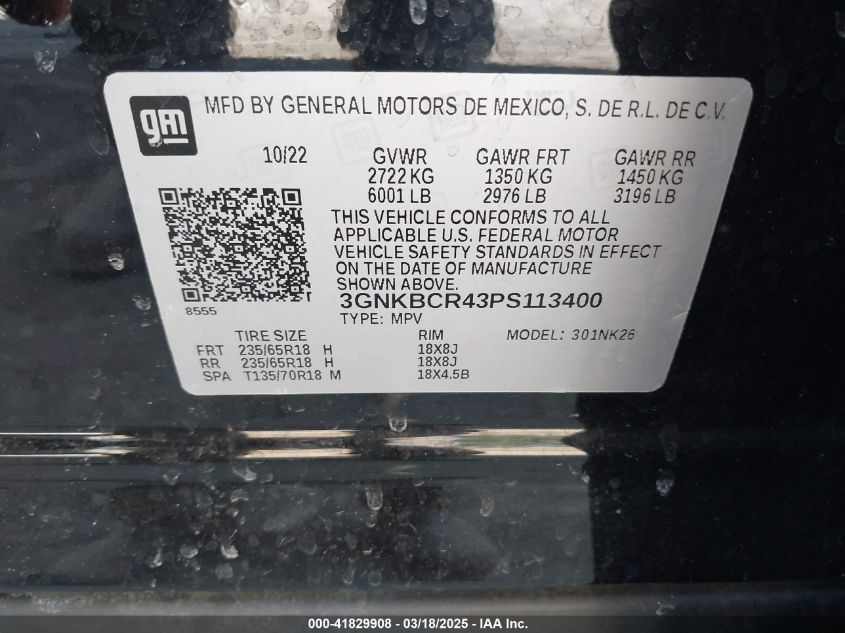 gm
MFD BY GENERAL MOTORS DE MEXICO, S. DE R.L. DE C.V.
10/22 GVWR GAWR FRT GAWR RR
2722 KG 1350 KG 1450 KG
6001 LB 2976 LB 3196 LB
THIS VEHICLE CONFORMS TO ALL
APPLICABLE U.S. FEDERAL MOTOR
VEHICLE SAFETY STANDARDS IN EFFECT
ON THE DATE OF MANUFACTURE
SHOWN ABOVE.
8555
3GNKBCR43PS113400
TYPE: MPV
TIRE SIZE RIM MODEL: 301NK26
FRT 235/65R18 H 18X8J
RR 235/65R18 H 18X8J
SPA T135/70R18 M 18X4.5B
000-41829908 - 03/18/2025 - IAA Inc.